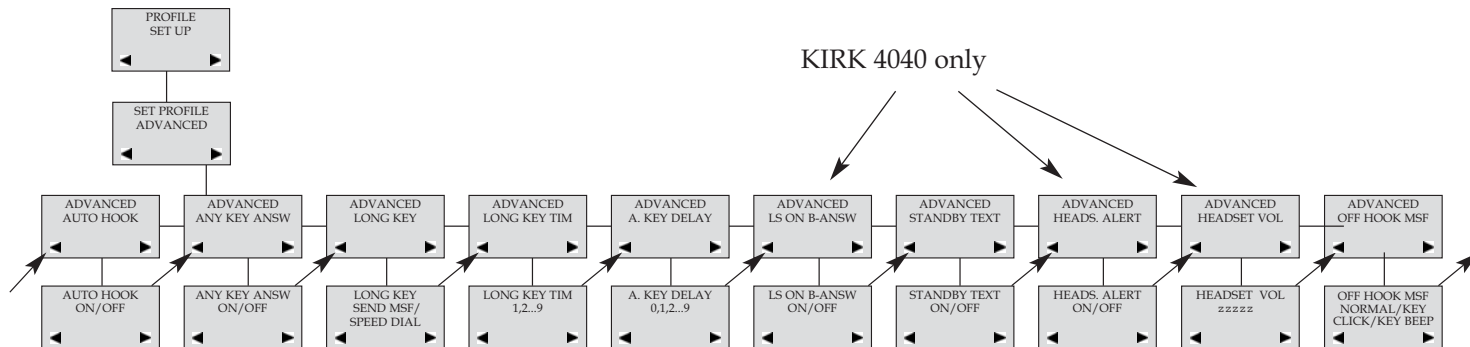 PROFILE
SET UP
KIRK 4040 only
SET PROFILE
ADVANCED
ADVANCED
AUTO HOOK
ADVANCED
ANY KEY ANSW
ADVANCED
LONG KEY
ADVANCED
LONG KEY TIM
ADVANCED
A. KEY DELAY
ADVANCED
LS ON B-ANSW
ADVANCED
STANDBY TEXT
ADVANCED
HEADS. ALERT
ADVANCED
HEADSET VOL
ADVANCED
OFF HOOK MSF
AUTO HOOK
ON/OFF
ANY KEY ANSW
ON/OFF
LONG KEY
SEND MSF/
SPEED DIAL
LONG KEY TIM
1,2...9
A. KEY DELAY
0,1,2...9
LS ON B-ANSW
ON/OFF
STANDBY TEXT
ON/OFF
HEADS. ALERT
ON/OFF
HEADSET VOL
zzzzz
OFF HOOK MSF
NORMAL/KEY
CLICK/KEY BEEP